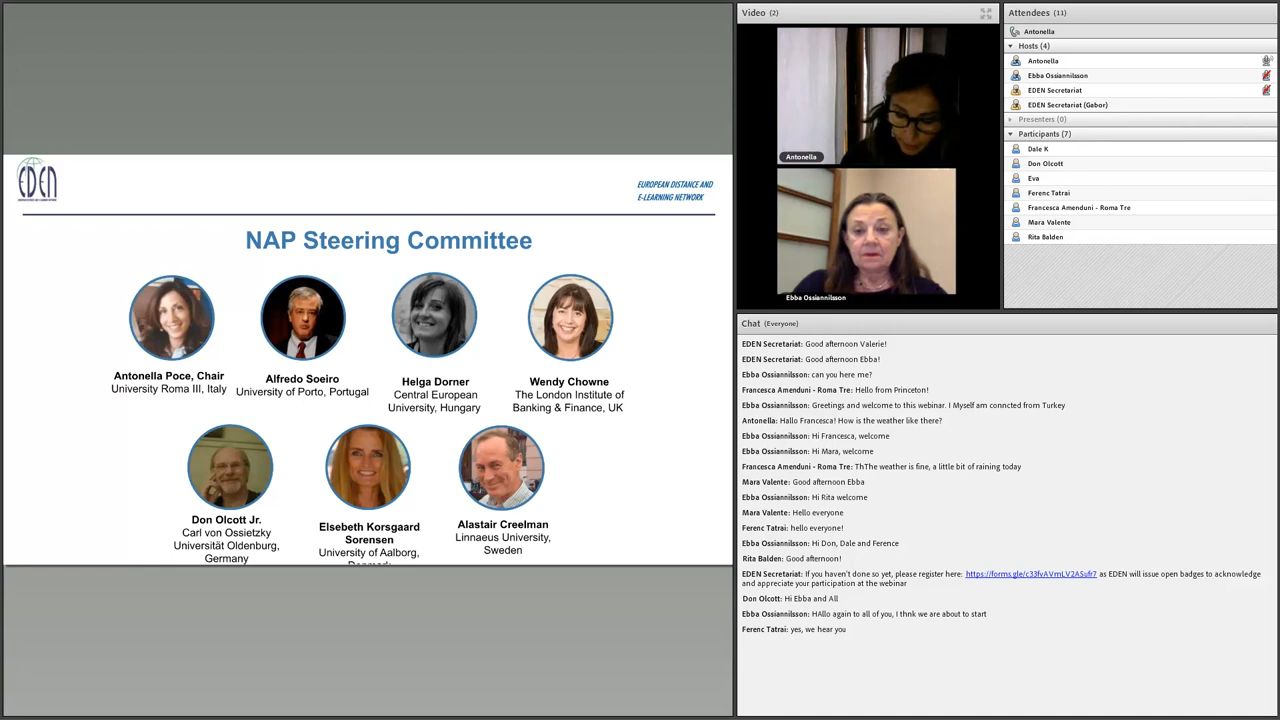 EDEN
EUROPEAN DISTANCE AND
E-LEARNING NETWORK
NAP Steering Committee
Antonella Poce, Chair
University Roma III, Italy
Alfredo Soeiro
University of Porto, Portugal
Helga Dorner
Central European
University, Hungary
Wendy Chowne
The London Institute of
Banking & Finance, UK
Don Olcott Jr.
Carl von Ossietzky
Universität Oldenburg,
Germany
Elsebeth Korsgaard
Sorensen
University of Aalborg,
Alastair Creelman
Linnaeus University,
Sweden
Video (2)
Antonella
Ebba Ossiannilsson
Attendees (11)
Antonella
Hosts (4)
Antonella
Ebba Ossiannilsson
EDEN Secretariat
EDEN Secretariat (Gabor)
Presenters (0)
Participants (7)
Dale K
Don Olcott
Eva
Ferenc Tatrai
Francesca Amenduni - Roma Tre
Mara Valente
Rita Balden
Chat (Everyone)
EDEN Secretariat: Good afternoon Valerie!
EDEN Secretariat: Good afternoon Ebba!
Ebba Ossiannilsson: can you here me?
Francesca Amenduni - Roma Tre: Hello from Princeton!
Ebba Ossiannilsson: Greetings and welcome to this webinar. I Myself am conncted from Turkey
Antonella: Hallo Francesca! How is the weather like there?
Ebba Ossiannilsson: Hi Francesca, welcome
Ebba Ossiannilsson: Hi Mara, welcome
Francesca Amenduni - Roma Tre: ThThe weather is fine, a little bit of raining today
Mara Valente: Good afternoon Ebba
Ebba Ossiannilsson: Hi Rita welcome
Mara Valente: Hello everyone
Ferenc Tatrai: hello everyone!
Ebba Ossiannilsson: Hi Don, Dale and Ference
Rita Balden: Good afternoon!
EDEN Secretariat: If you haven't done so yet, please register here: https://forms.gle/c33fvAVmLV2ASufr7 as EDEN will issue open badges to acknowledge
and appreciate your participation at the webinar
Don Olcott: Hi Ebba and All
Ebba Ossiannilsson: HAllo again to all of you, I thnk we are about to start
Ferenc Tatrai: yes, we hear you